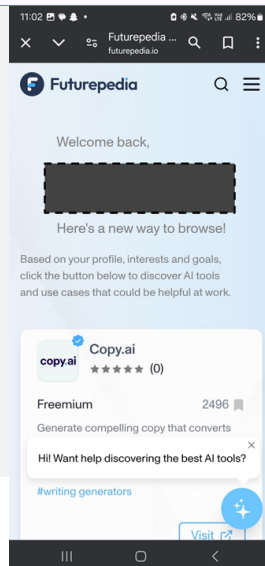 11:02
82%
Futurepedia ...
futurepedia.io
Futurepedia
Welcome back,
Here's a new way to browse!
Based on your profile, interests and goals,
click the button below to discover AI tools
and use cases that could be helpful at work.
copy.ai
Copy.ai
(0)
Freemium 2496
Generate compelling copy that converts
Hi! Want help discovering the best AI tools?
#writing generators
Visit